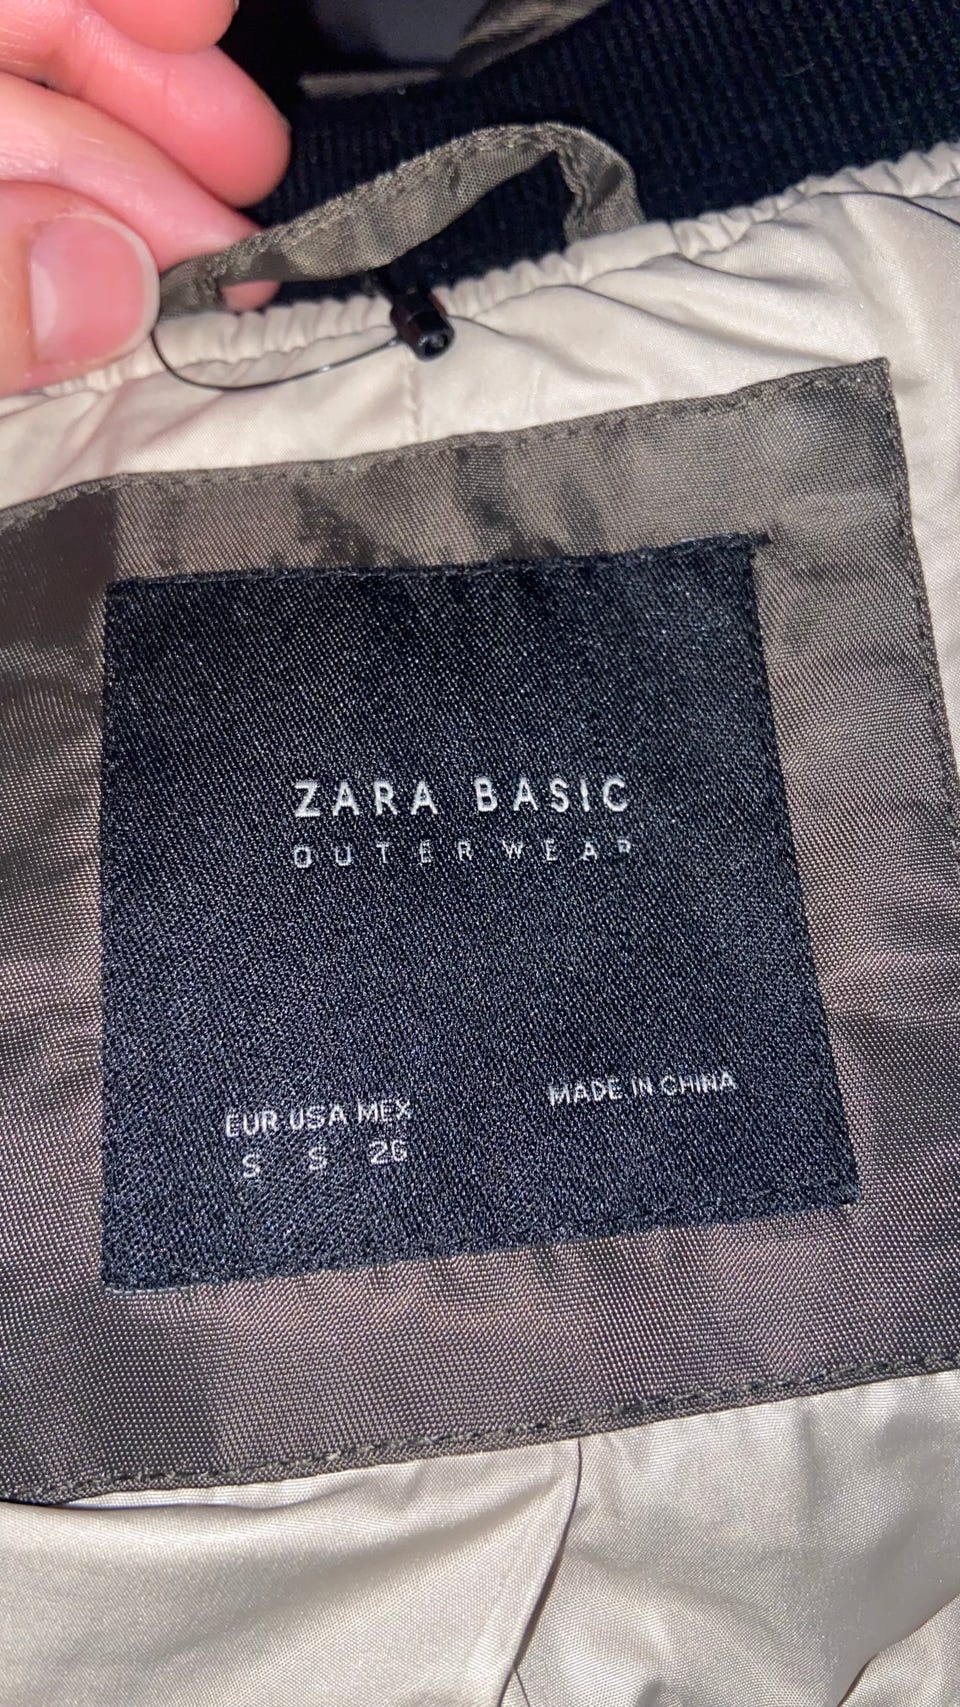 ZARA BASIC
OUTERWEAR
EUR USA MEX
S S 26
MADE IN CHINA